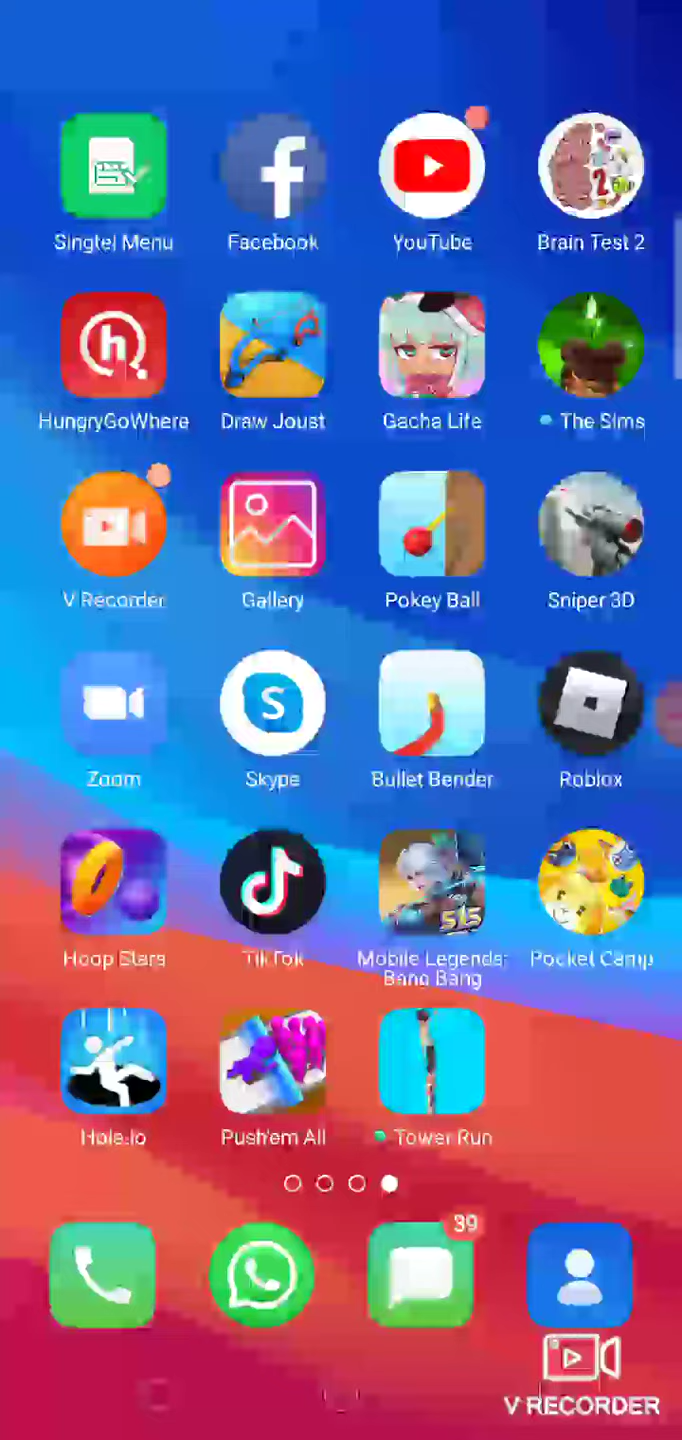 Singtel Menu
Facebook
YouTube
Brain Test 2
2
h
HungryGoWhere
Draw Joust
Gacha Life
The Sims
V Recorder
Gallery
Pokey Ball
Sniper 3D
S
Zoom
Skype
Bullet Bender
Roblox
515
Hoop Stars
TikTok
Mobile Legends:
Bang Bang
Pocket Camp
Hole.io
Push'em All
Tower Run
39
V RECORDER